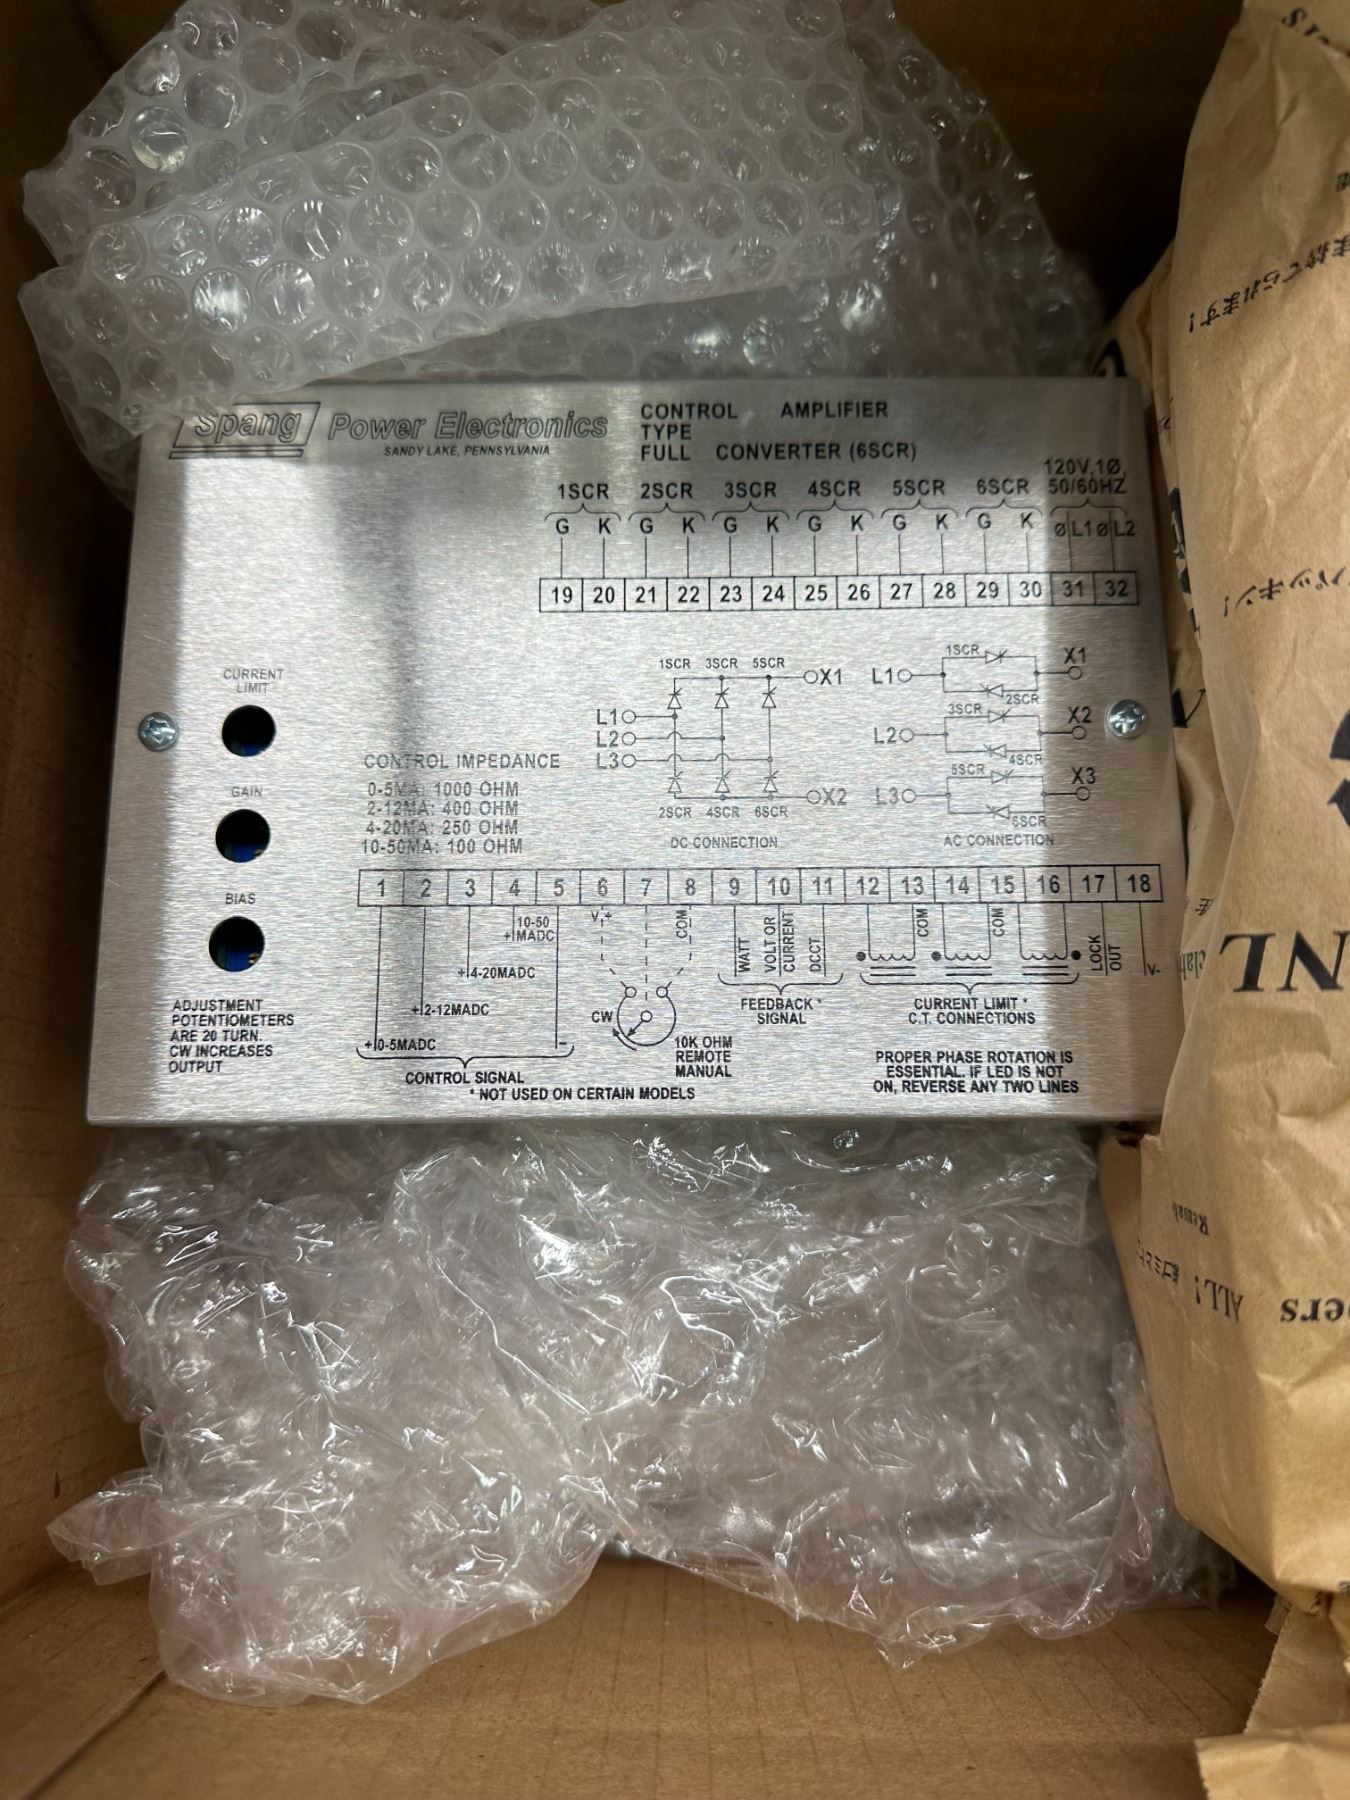 Spang Power Electronics
SANDY LAKE, PENNSYLVANIA
CONTROL AMPLIFIER
TYPE
FULL CONVERTER (6SCR)
120V, 1Ø,
50/60HZ
1SCR 2SCR 3SCR 4SCR 5SCR 6SCR
G K G K G K G K G K G K Ø L1 Ø L2
19 20 21 22 23 24 25 26 27 28 29 30 31 32
CURRENT
LIMIT
GAIN
BIAS
ADJUSTMENT
POTENTIOMETERS
ARE 20 TURN.
CW INCREASES
OUTPUT
CONTROL IMPEDANCE
0-5MA: 1000 OHM
2-12MA: 400 OHM
4-20MA: 250 OHM
10-50MA: 100 OHM
1SCR 3SCR 5SCR
X1
L1
L2
L3
X2
2SCR 4SCR 6SCR
DC CONNECTION
1SCR
X1
L1
2SCR
3SCR
X2
L2
4SCR
5SCR
X3
L3
6SCR
AC CONNECTION
1 2 3 4 5 6 7 8 9 10 11 12 13 14 15 16 17 18
+0-5MADC
+2-12MADC
+4-20MADC
10-50
+MADC
-
CONTROL SIGNAL
V+
COM
CW
10K OHM
REMOTE
MANUAL
WATT
VOLT OR
CURRENT
DCCT
FEEDBACK *
SIGNAL
COM
COM
CURRENT LIMIT *
C.T. CONNECTIONS
LOCK
OUT
V-
* NOT USED ON CERTAIN MODELS
PROPER PHASE ROTATION IS
ESSENTIAL. IF LED IS NOT
ON, REVERSE ANY TWO LINES
ALL!